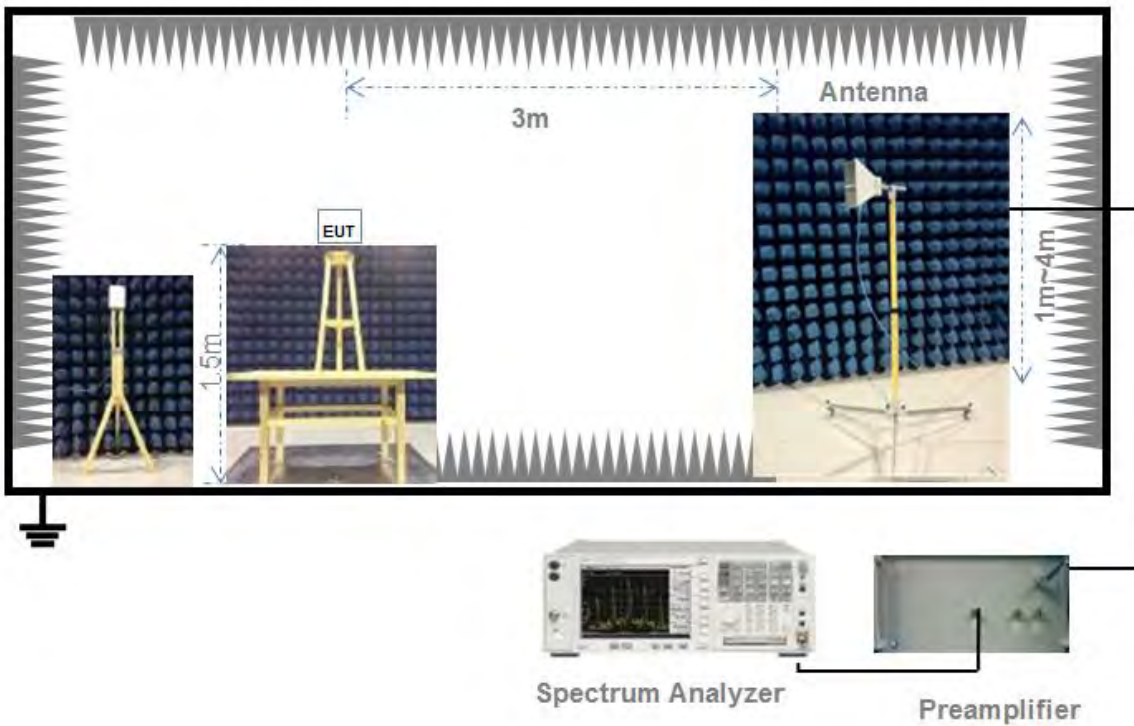 Antenna
3m
EUT
1.5m
1m~4m
Spectrum Analyzer
Preamplifier